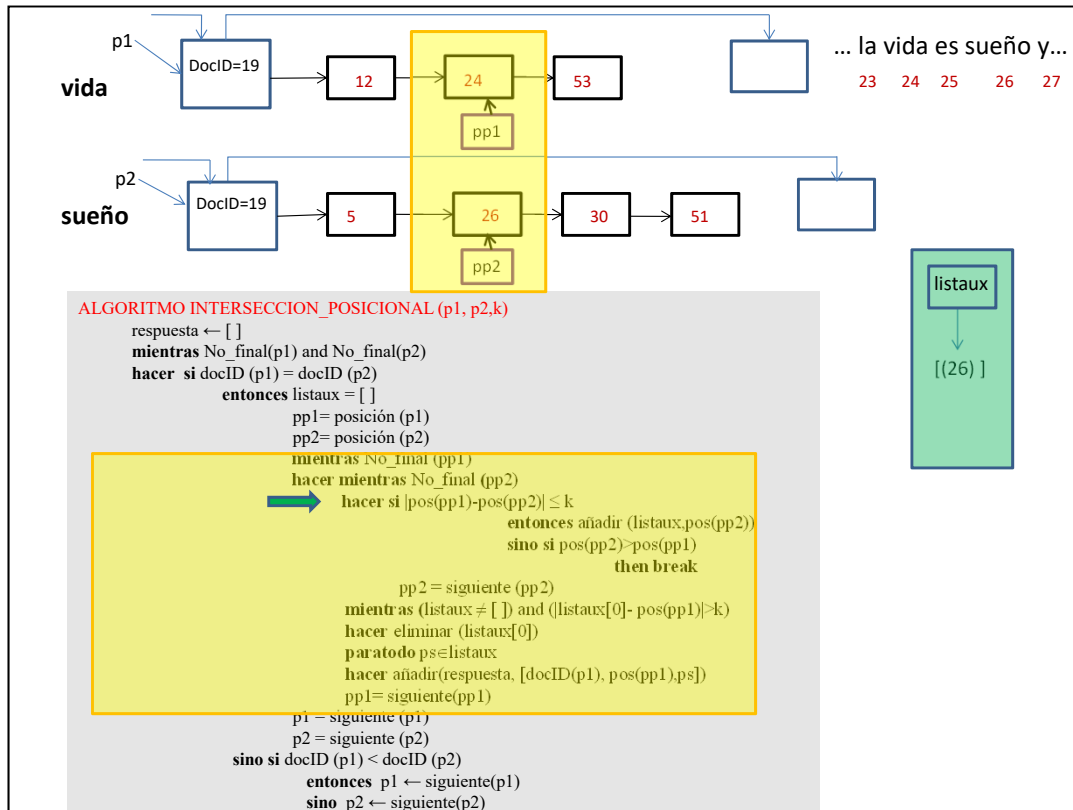 p1
DocID=19
vida
12
24
53
pp1
… la vida es sueño y…
23 24 25 26 27
p2
DocID=19
sueño
5
26
30
51
pp2
listaux
[(26) ]
ALGORITMO INTERSECCION_POSICIONAL (p1, p2,k)
respuesta ← [ ]
mientras No_final(p1) and No_final(p2)
hacer si docID (p1) = docID (p2)
entonces listaux = [ ]
pp1= posición (p1)
pp2= posición (p2)
mientras No_final (pp1)
hacer mientras No_final (pp2)
hacer si |pos(pp1)-pos(pp2)| ≤ k
entonces añadir (listaux,pos(pp2))
sino si pos(pp2)>pos(pp1)
then break
pp2 = siguiente (pp2)
mientras (listaux ≠ [ ]) and (|listaux[0]- pos(pp1)|>k)
hacer eliminar (listaux[0])
paratodo ps∈listaux
hacer añadir(respuesta, [docID(p1), pos(pp1),ps])
pp1= siguiente(pp1)
p1 = siguiente (p1)
p2 = siguiente (p2)
sino si docID (p1) < docID (p2)
entonces p1 ← siguiente(p1)
sino p2 ← siguiente(p2)